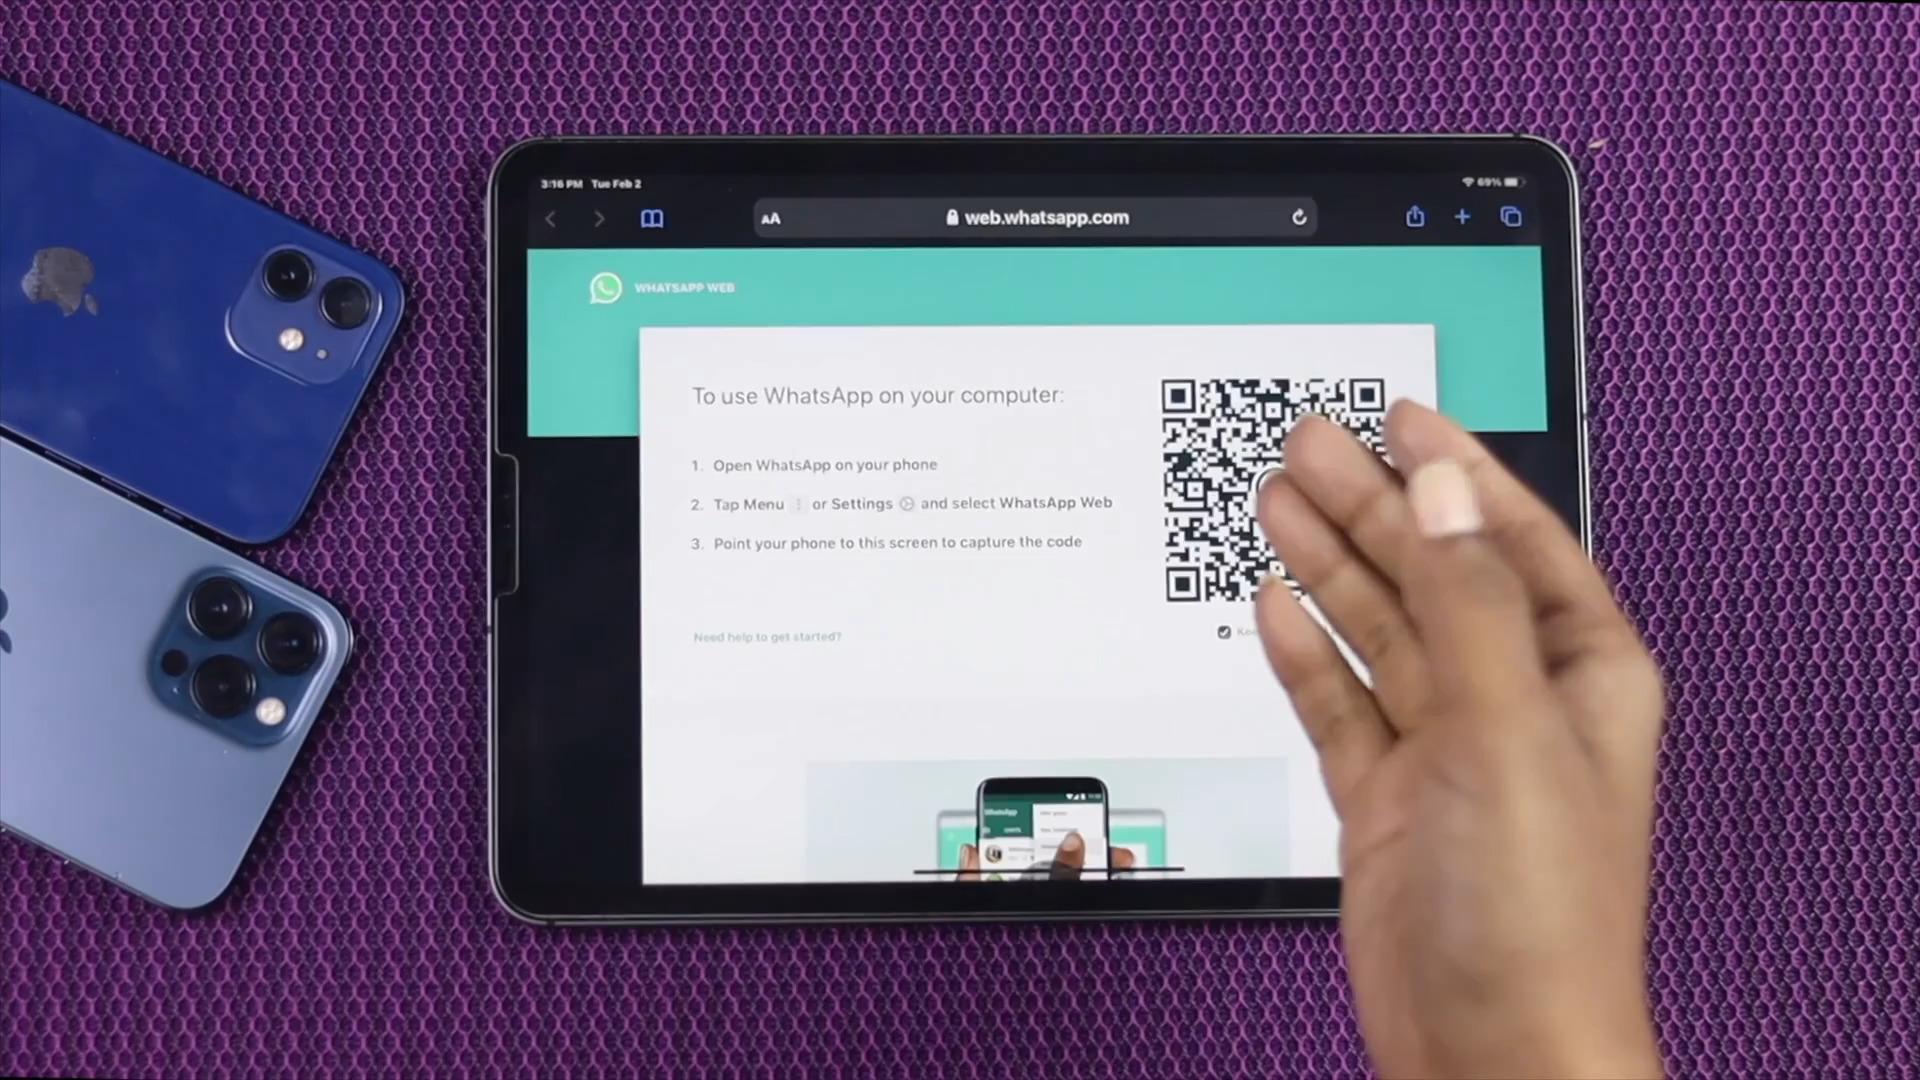 3:16 PM Tue Feb 2
69%
AA
web.whatsapp.com
WHATSAPP WEB
To use WhatsApp on your computer:
1. Open WhatsApp on your phone
2. Tap Menu or Settings and select WhatsApp Web
3. Point your phone to this screen to capture the code
Need help to get started?
WhatsApp